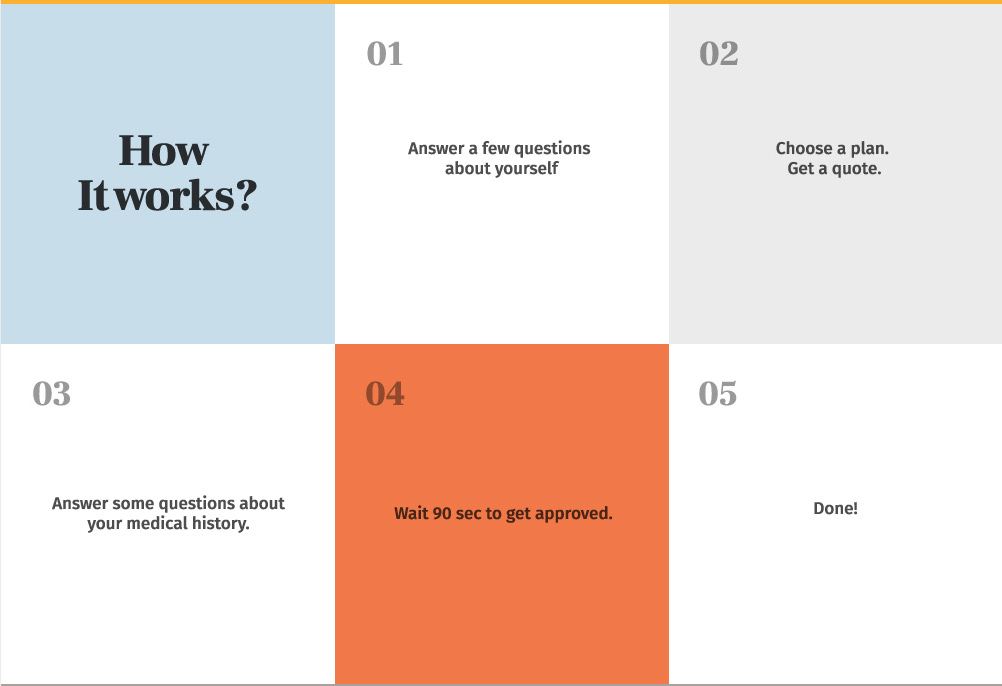 How
It works?
01
Answer a few questions
about yourself
02
Choose a plan.
Get a quote.
03
Answer some questions about
your medical history.
04
Wait 90 sec to get approved.
05
Done!